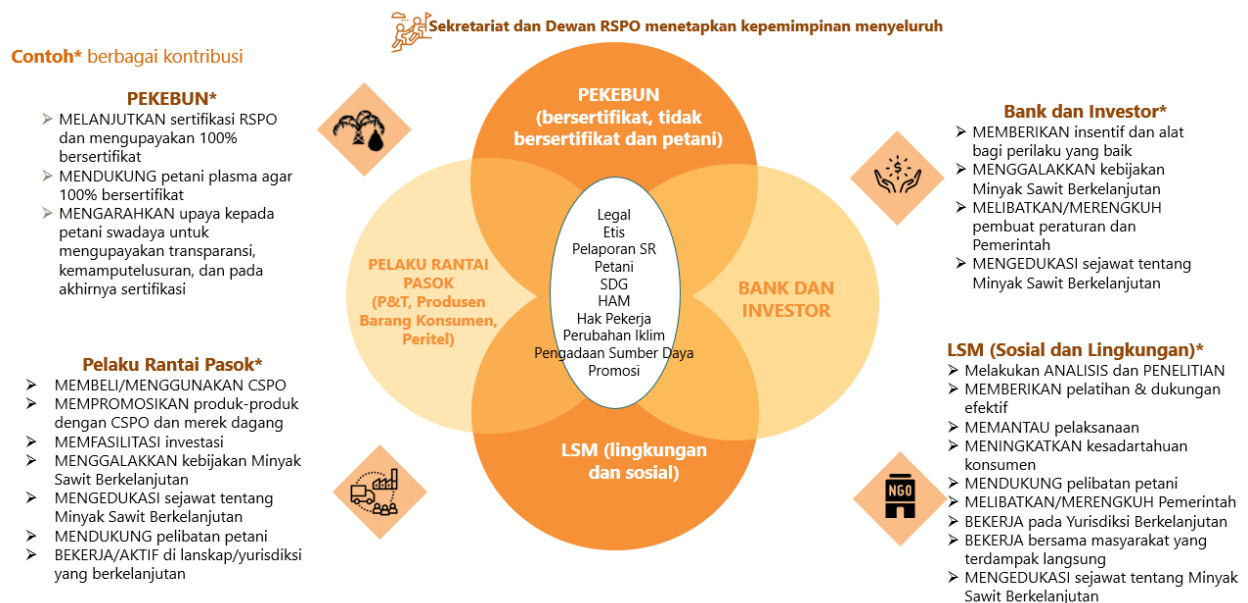 Sekretariat dan Dewan RSPO menetapkan kepemimpinan menyeluruh
Contoh* berbagai kontribusi
PEKEBUN*
➢ MELANJUTKAN sertifikasi RSPO
dan mengupayakan 100%
bersertifikat
➢ MENDUKUNG petani plasma agar
100% bersertifikat
➢ MENGARAHKAN upaya kepada
petani swadaya untuk
mengupayakan transparansi,
kemamputelusuran, dan pada
akhirnya sertifikasi
Pelaku Rantai Pasok*
➢ MEMBELI/MENGGUNAKAN CSPO
➢ MEMPROMOSIKAN produk-produk
dengan CSPO dan merek dagang
➢ MEMFASILITASI investasi
➢ MENGGALAKKAN kebijakan Minyak
Sawit Berkelanjutan
➢ MENGEDUKASI sejawat tentang
Minyak Sawit Berkelanjutan
➢ MENDUKUNG pelibatan petani
➢ BEKERJA/AKTIF di lanskap/yurisdiksi
yang berkelanjutan
PEKEBUN
(bersertifikat, tidak
bersertifikat dan petani)
PELAKU RANTAI
PASOK
(P&T, Produsen
Barang Konsumen,
Peritel)
Legal
Etis
Pelaporan SR
Petani
SDG
HAM
Hak Pekerja
Perubahan Iklim
Pengadaan Sumber Daya
Promosi
BANK DAN
INVESTOR
LSM (lingkungan
dan sosial)
Bank dan Investor*
➢ MEMBERIKAN insentif dan alat
bagi perilaku yang baik
➢ MENGGALAKKAN kebijakan
Minyak Sawit Berkelanjutan
➢ MELIBATKAN/MERENGKUH
pembuat peraturan dan
Pemerintah
➢ MENGEDUKASI sejawat tentang
Minyak Sawit Berkelanjutan
LSM (Sosial dan Lingkungan)*
➢ Melakukan ANALISIS dan PENELITIAN
➢ MEMBERIKAN pelatihan & dukungan
efektif
➢ MEMANTAU pelaksanaan
➢ MENINGKATKAN kesadartahuan
konsumen
➢ MENDUKUNG pelibatan petani
➢ MELIBATKAN/MERENGKUH Pemerintah
➢ BEKERJA pada Yurisdiksi Berkelanjutan
➢ BEKERJA bersama masyarakat yang
terdampak langsung
➢ MENGEDUKASI sejawat tentang Minyak
Sawit Berkelanjutan
NGO